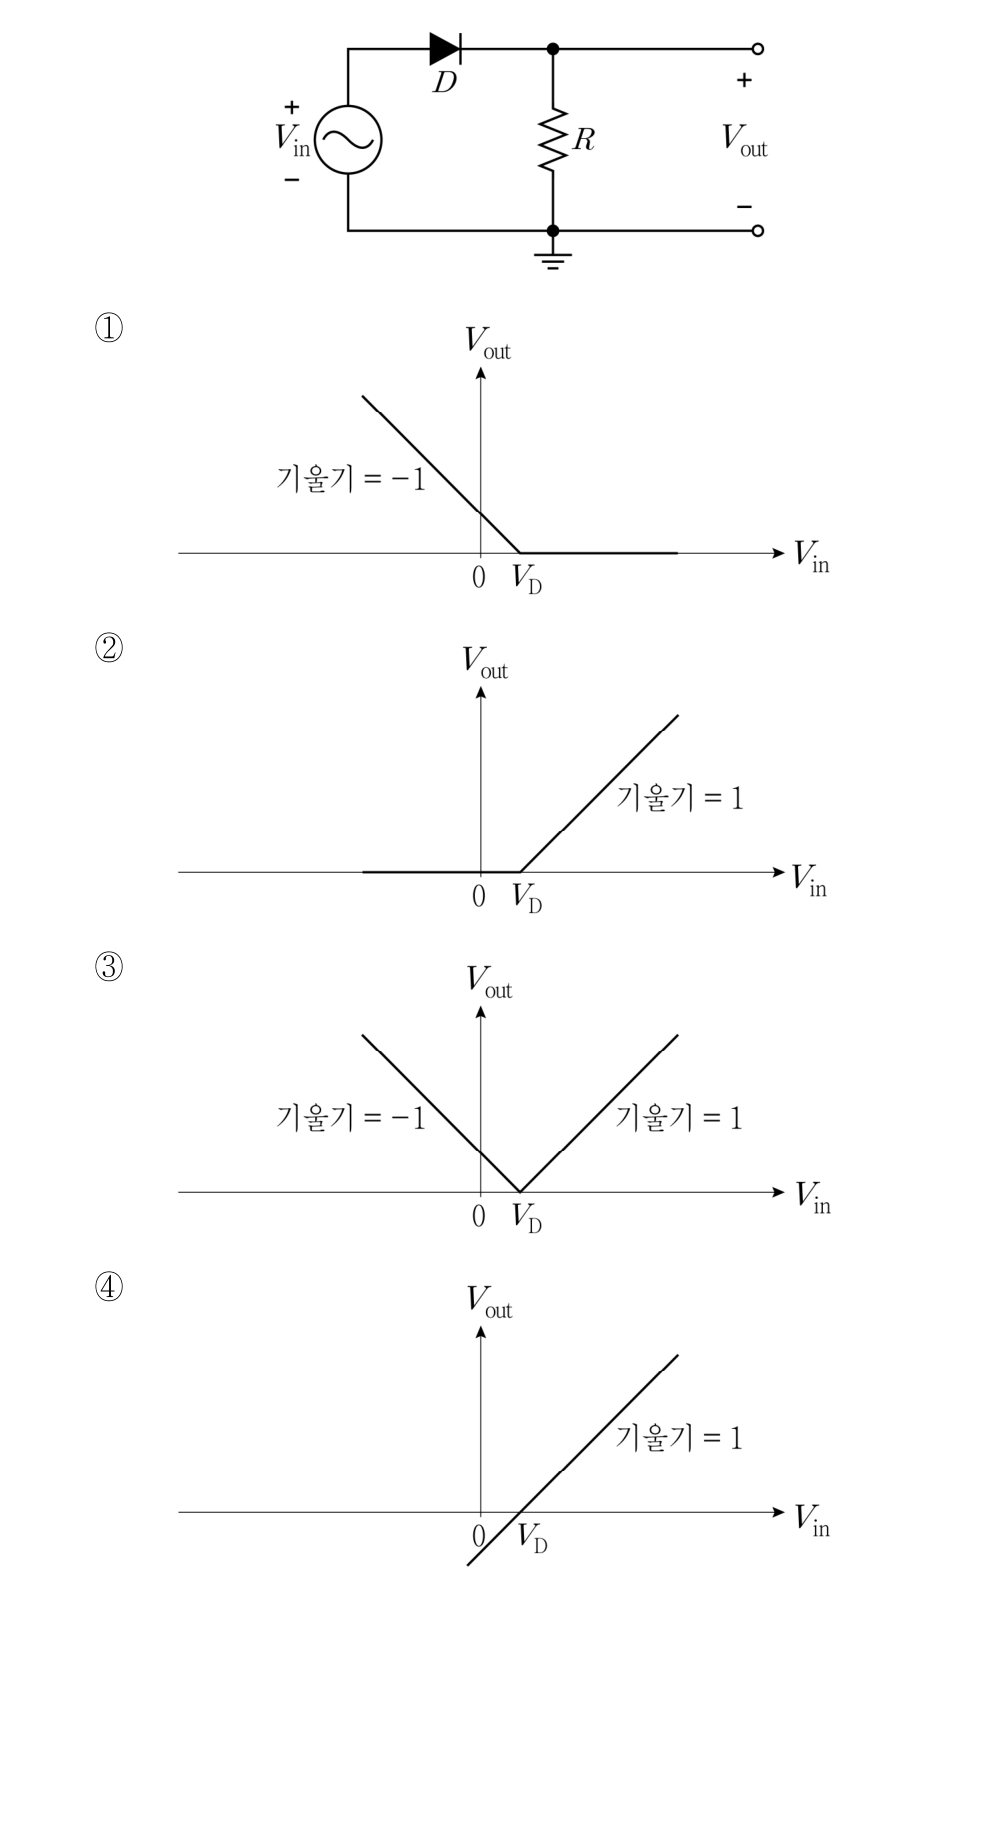 D
+
V_in
−
R
+
V_out
−
①
V_out
기울기 = −1
V_in
0 V_D
②
V_out
기울기 = 1
V_in
0 V_D
③
V_out
기울기 = −1 기울기 = 1
V_in
0 V_D
④
V_out
기울기 = 1
V_in
0 V_D